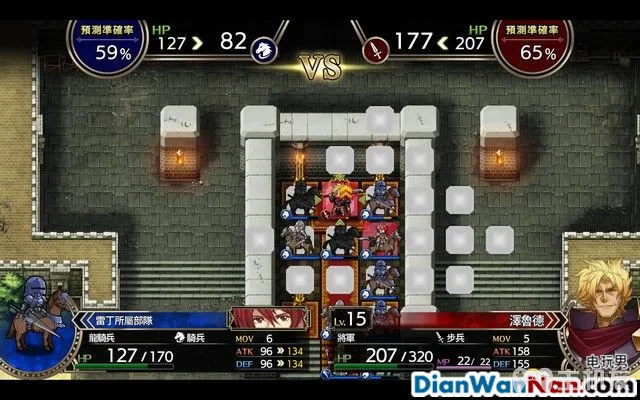 預測準確率
59%
HP
127 > 82
VS
177 < 207
HP
預測準確率
65%
雷丁所屬部隊
龍騎兵 騎兵 MOV 6
HP 127/170
ATK 96 >> 134
DEF 96 >> 134
Lv.15 澤魯德
將軍 步兵 MOV 5
HP 207/320 MP 22/22
ATK 158
DEF 155
电玩男
DianWanNan.com